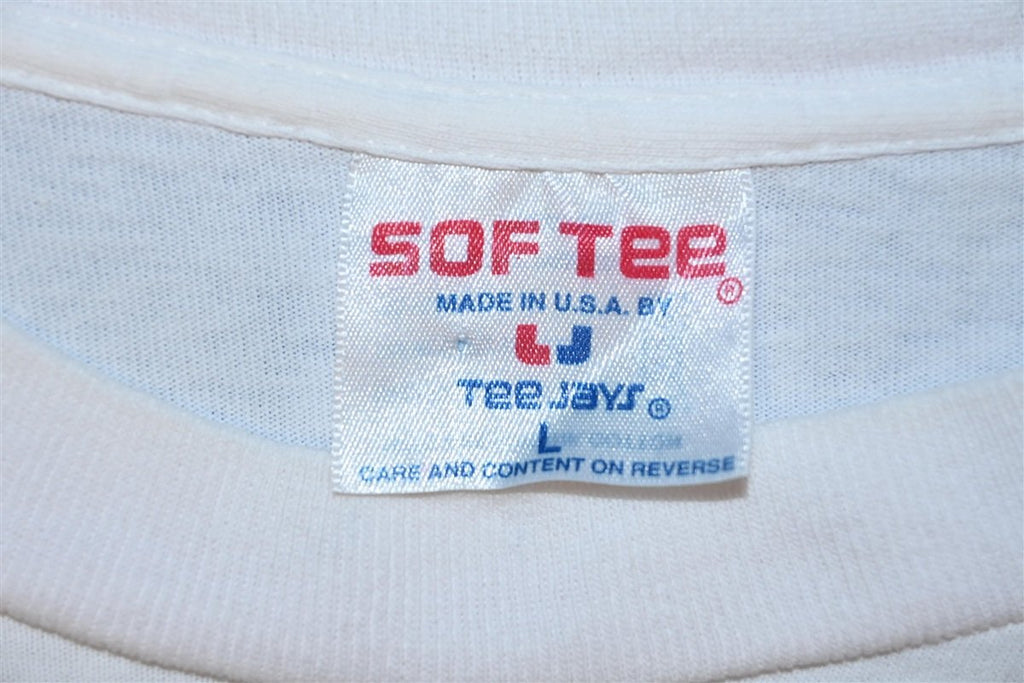 SOF TEE®
MADE IN U.S.A. BY
TEE JAYS®
L
CARE AND CONTENT ON REVERSE